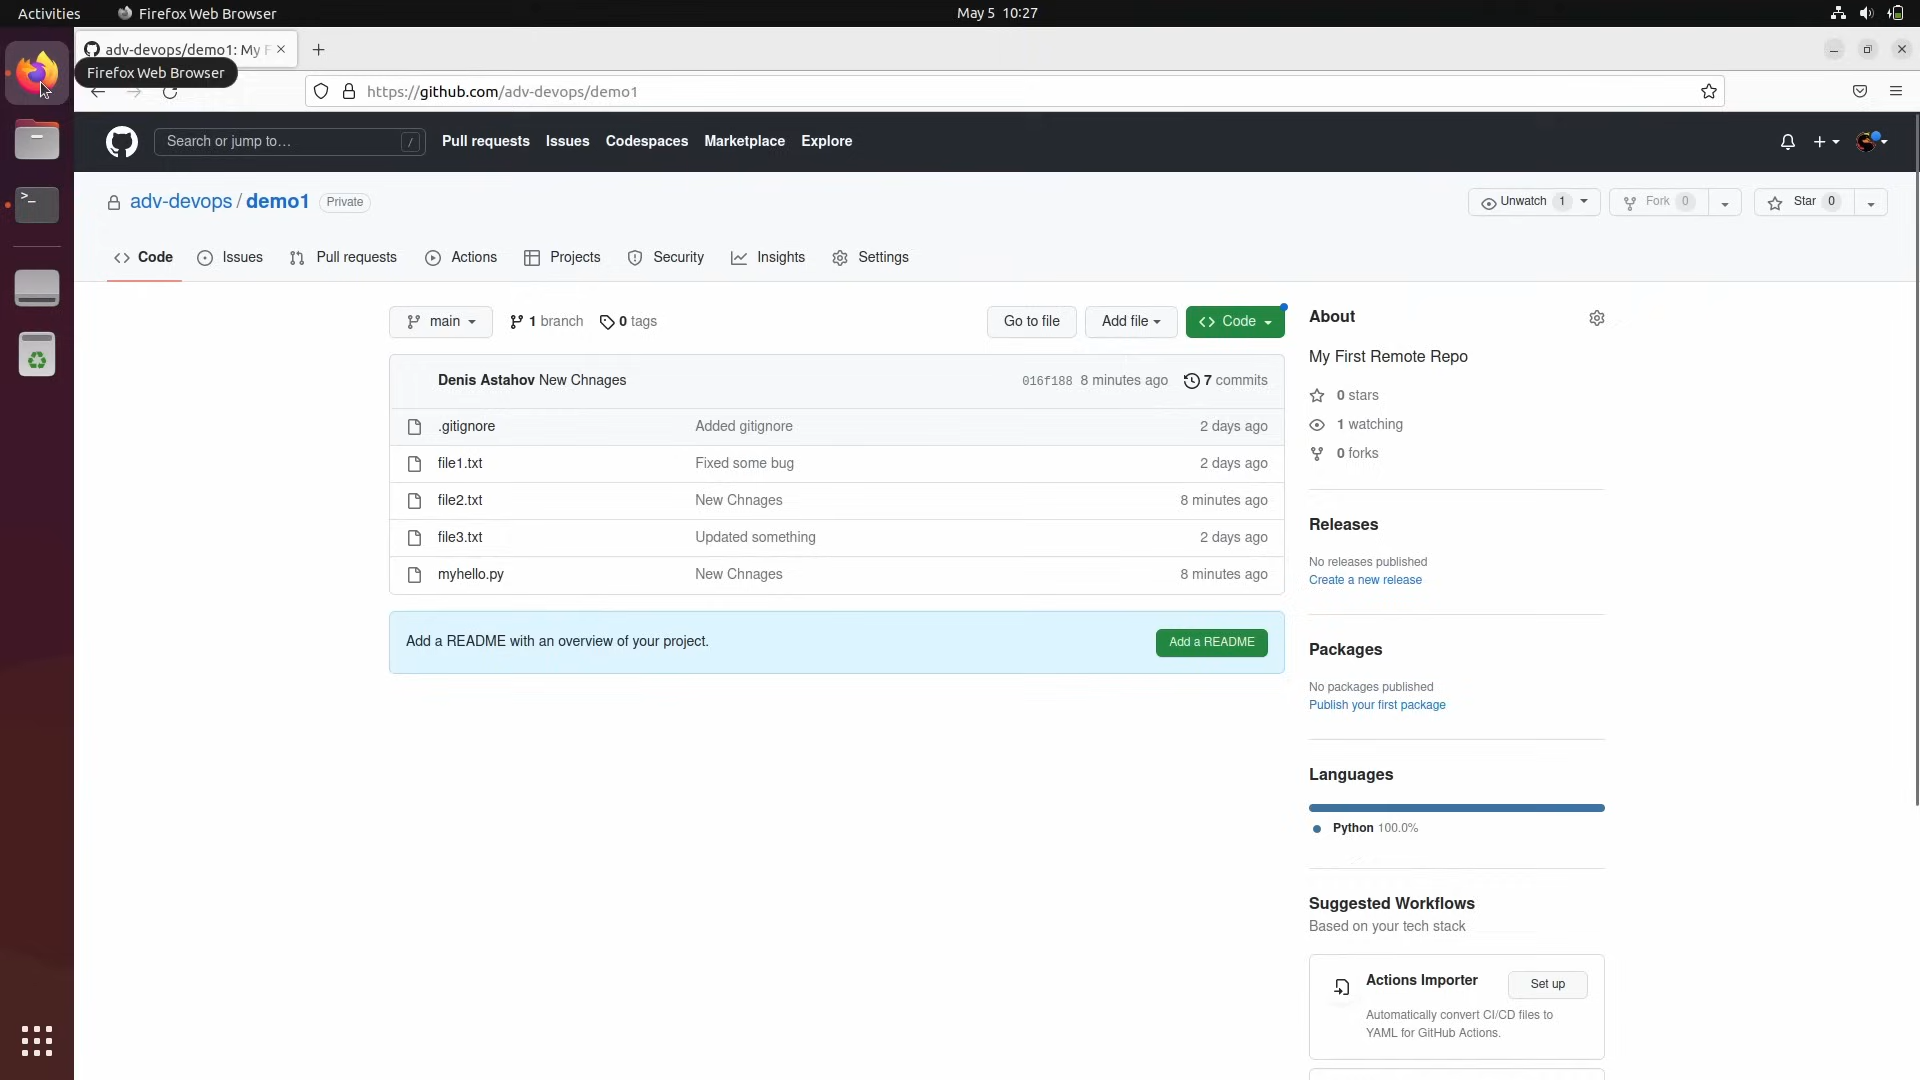 Activities Firefox Web Browser May 5 10:27
adv-devops/demo1: My F
Firefox Web Browser
https://github.com/adv-devops/demo1
Search or jump to… / Pull requests Issues Codespaces Marketplace Explore
adv-devops / demo1 Private Unwatch 1 Fork 0 Star 0
Code Issues Pull requests Actions Projects Security Insights Settings
main 1 branch 0 tags Go to file Add file Code
Denis Astahov New Chnages 016f188 8 minutes ago 7 commits
.gitignore Added gitignore 2 days ago
file1.txt Fixed some bug 2 days ago
file2.txt New Chnages 8 minutes ago
file3.txt Updated something 2 days ago
myhello.py New Chnages 8 minutes ago
Add a README with an overview of your project. Add a README
About
My First Remote Repo
0 stars
1 watching
0 forks
Releases
No releases published
Create a new release
Packages
No packages published
Publish your first package
Languages
Python 100.0%
Suggested Workflows
Based on your tech stack
Actions Importer Set up
Automatically convert CI/CD files to
YAML for GitHub Actions.